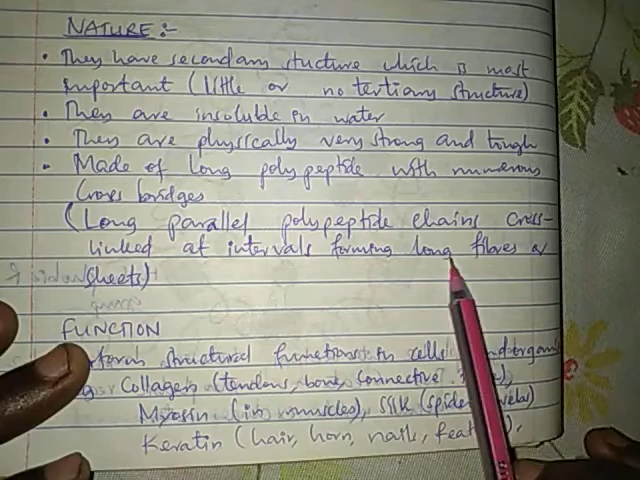 NATURE:-
• They have secondary stucture which is most
important (little or no tertiary structure)
• They are insoluble in water
• They are physically very strong and tough
• Made of long polypeptide with numerous
Cross bridges
(Long parallel polypeptide chains cross-
linked at intervals forming long fibres or
sheets)
FUNCTION
structural functions in cells and
Collagen (tendons, bone, connective
Myosin (in muscles), Silk (spider
Keratin (hair, horn, nails,